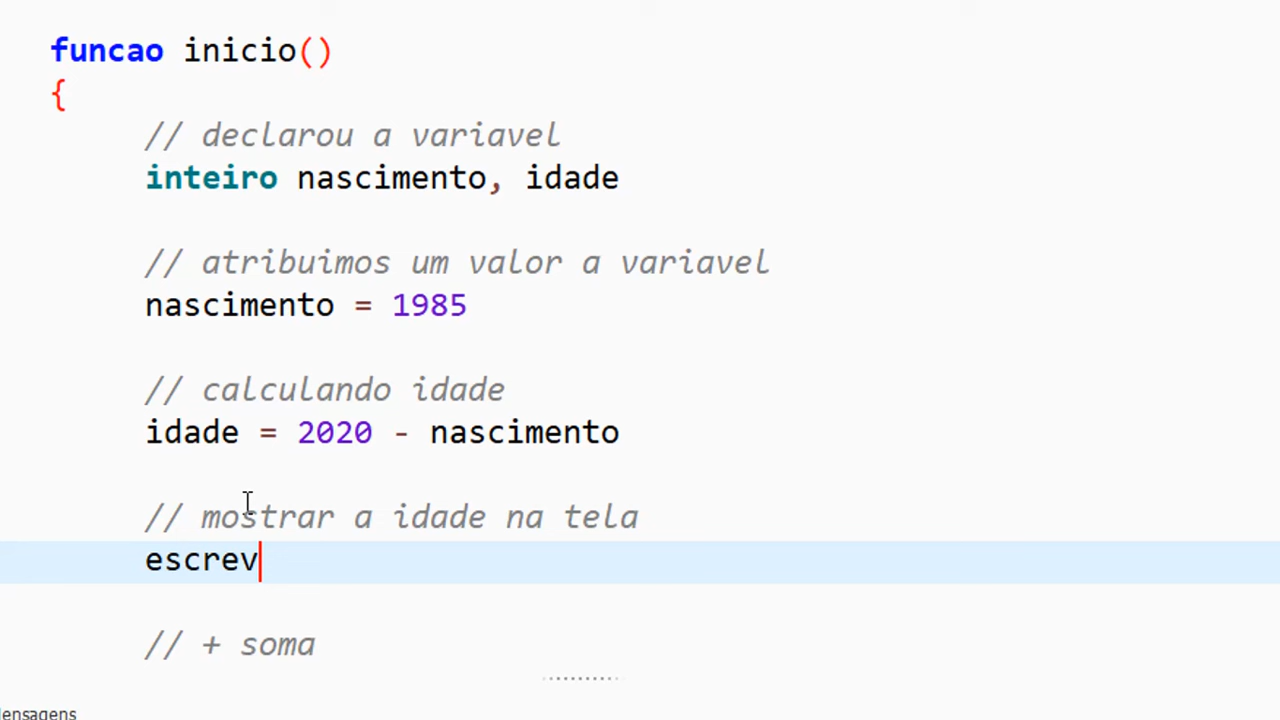 funcao inicio()
{
// declarou a variavel
inteiro nascimento, idade
// atribuimos um valor a variavel
nascimento = 1985
// calculando idade
idade = 2020 - nascimento
// mostrar a idade na tela
escrev
// + soma
ensagens